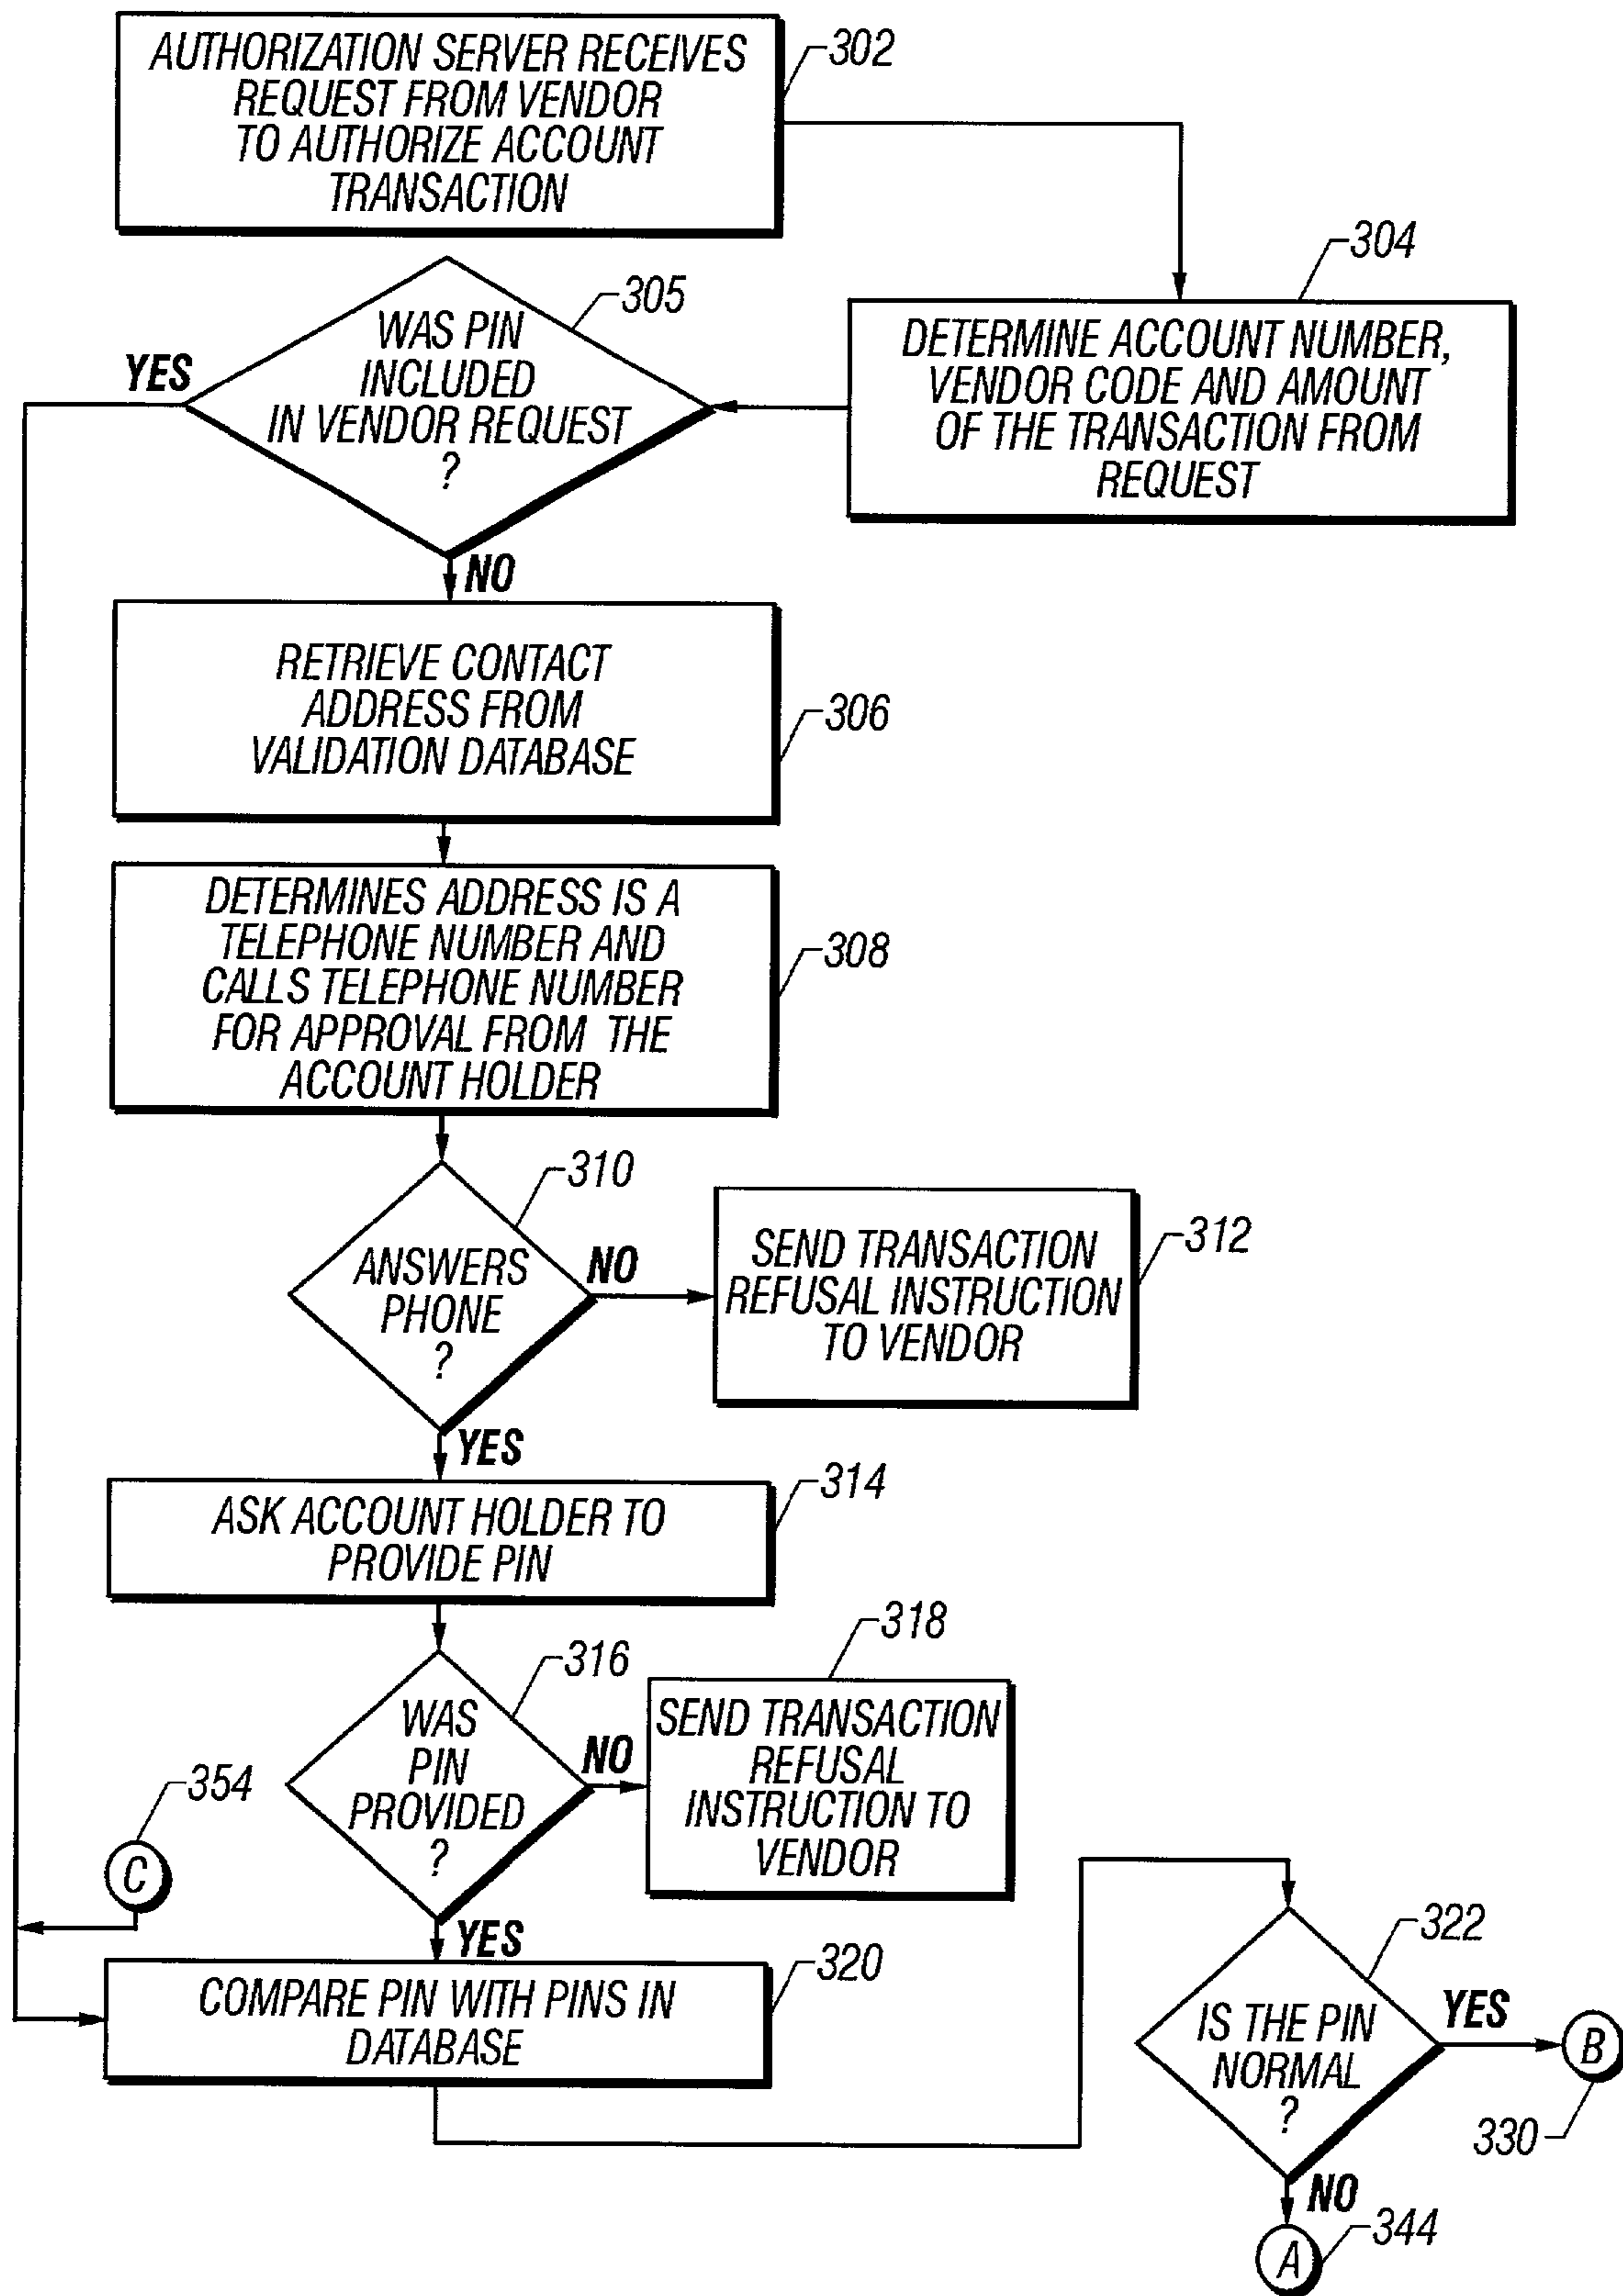 AUTHORIZATION SERVER RECEIVES
REQUEST FROM VENDOR
TO AUTHORIZE ACCOUNT
TRANSACTION
302
304
DETERMINE ACCOUNT NUMBER,
VENDOR CODE AND AMOUNT
OF THE TRANSACTION FROM
REQUEST
305
WAS PIN
INCLUDED
IN VENDOR REQUEST
?
YES
NO
RETRIEVE CONTACT
ADDRESS FROM
VALIDATION DATABASE
306
DETERMINES ADDRESS IS A
TELEPHONE NUMBER AND
CALLS TELEPHONE NUMBER
FOR APPROVAL FROM THE
ACCOUNT HOLDER
308
310
ANSWERS
PHONE
?
NO
SEND TRANSACTION
REFUSAL INSTRUCTION
TO VENDOR
312
YES
ASK ACCOUNT HOLDER TO
PROVIDE PIN
314
316
WAS
PIN
PROVIDED
?
NO
318
SEND TRANSACTION
REFUSAL
INSTRUCTION TO
VENDOR
354
C
YES
COMPARE PIN WITH PINS IN
DATABASE
320
322
IS THE PIN
NORMAL
?
YES
B
330
NO
A
344